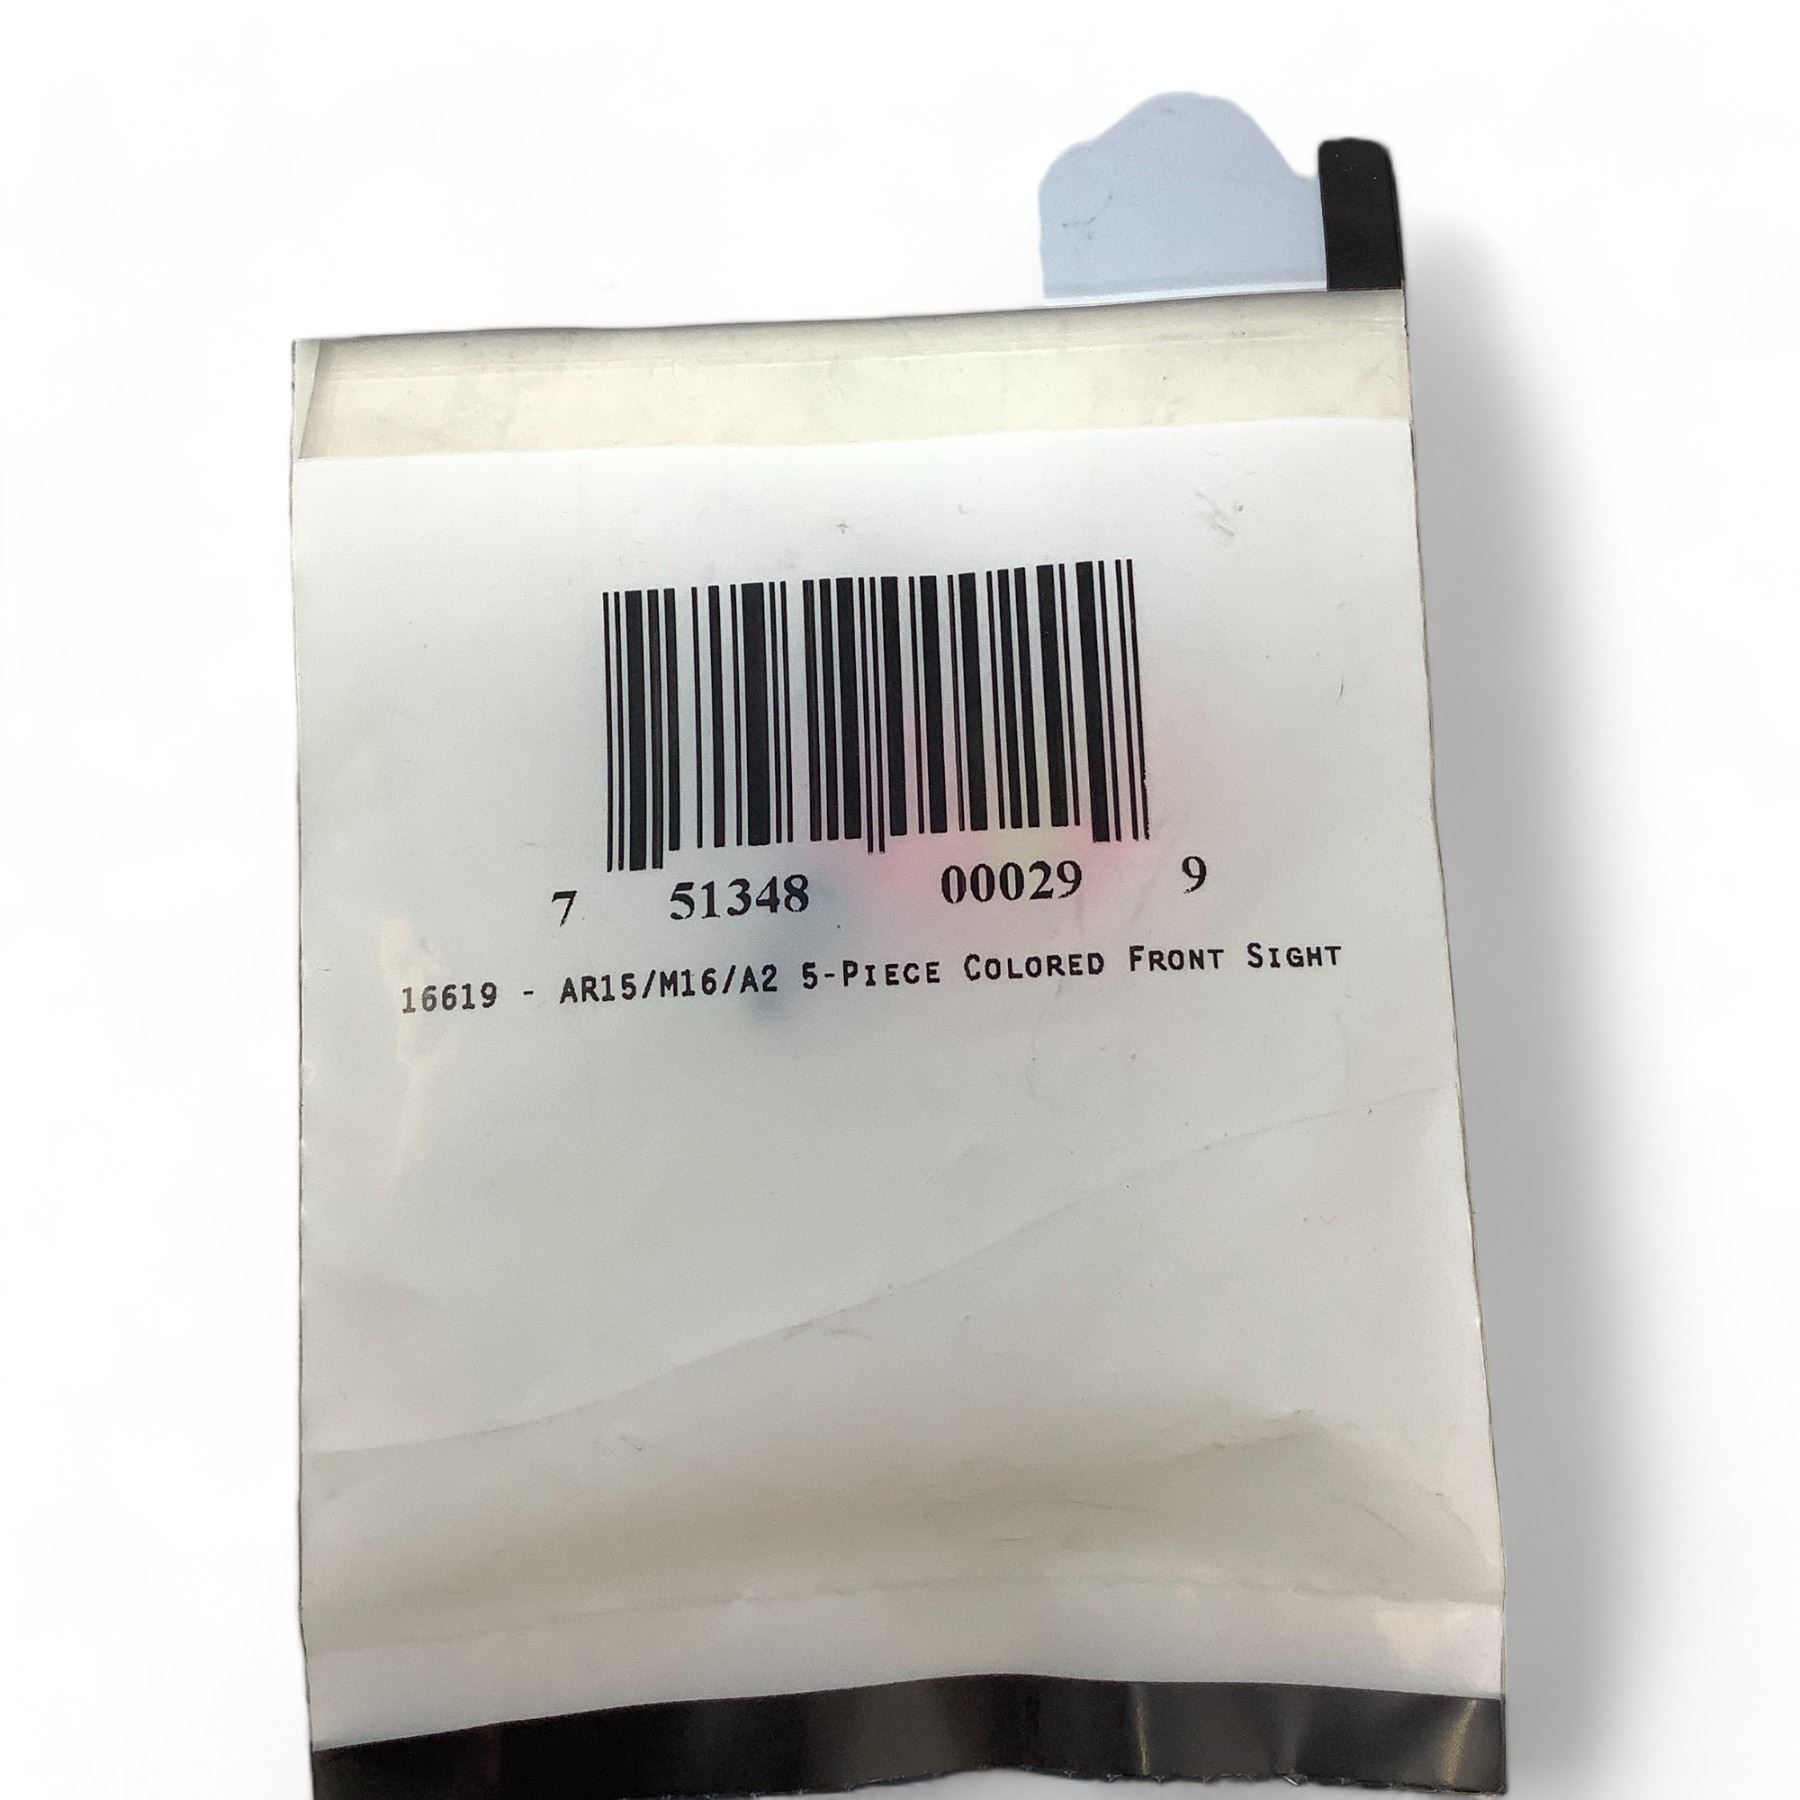 7 51348 00029 9
16619 - AR15/M16/A2 5-Piece Colored Front Sight